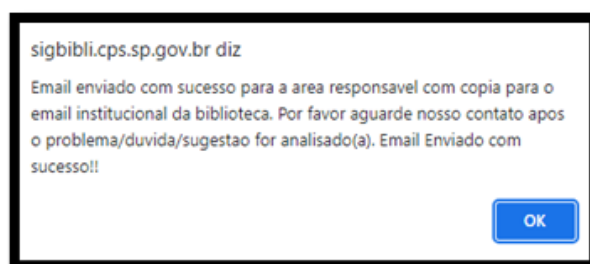 sigbibli.cps.sp.gov.br diz
Email enviado com sucesso para a area responsavel com copia para o
email institucional da biblioteca. Por favor aguarde nosso contato apos
o problema/duvida/sugestao for analisado(a). Email Enviado com
sucesso!!
OK